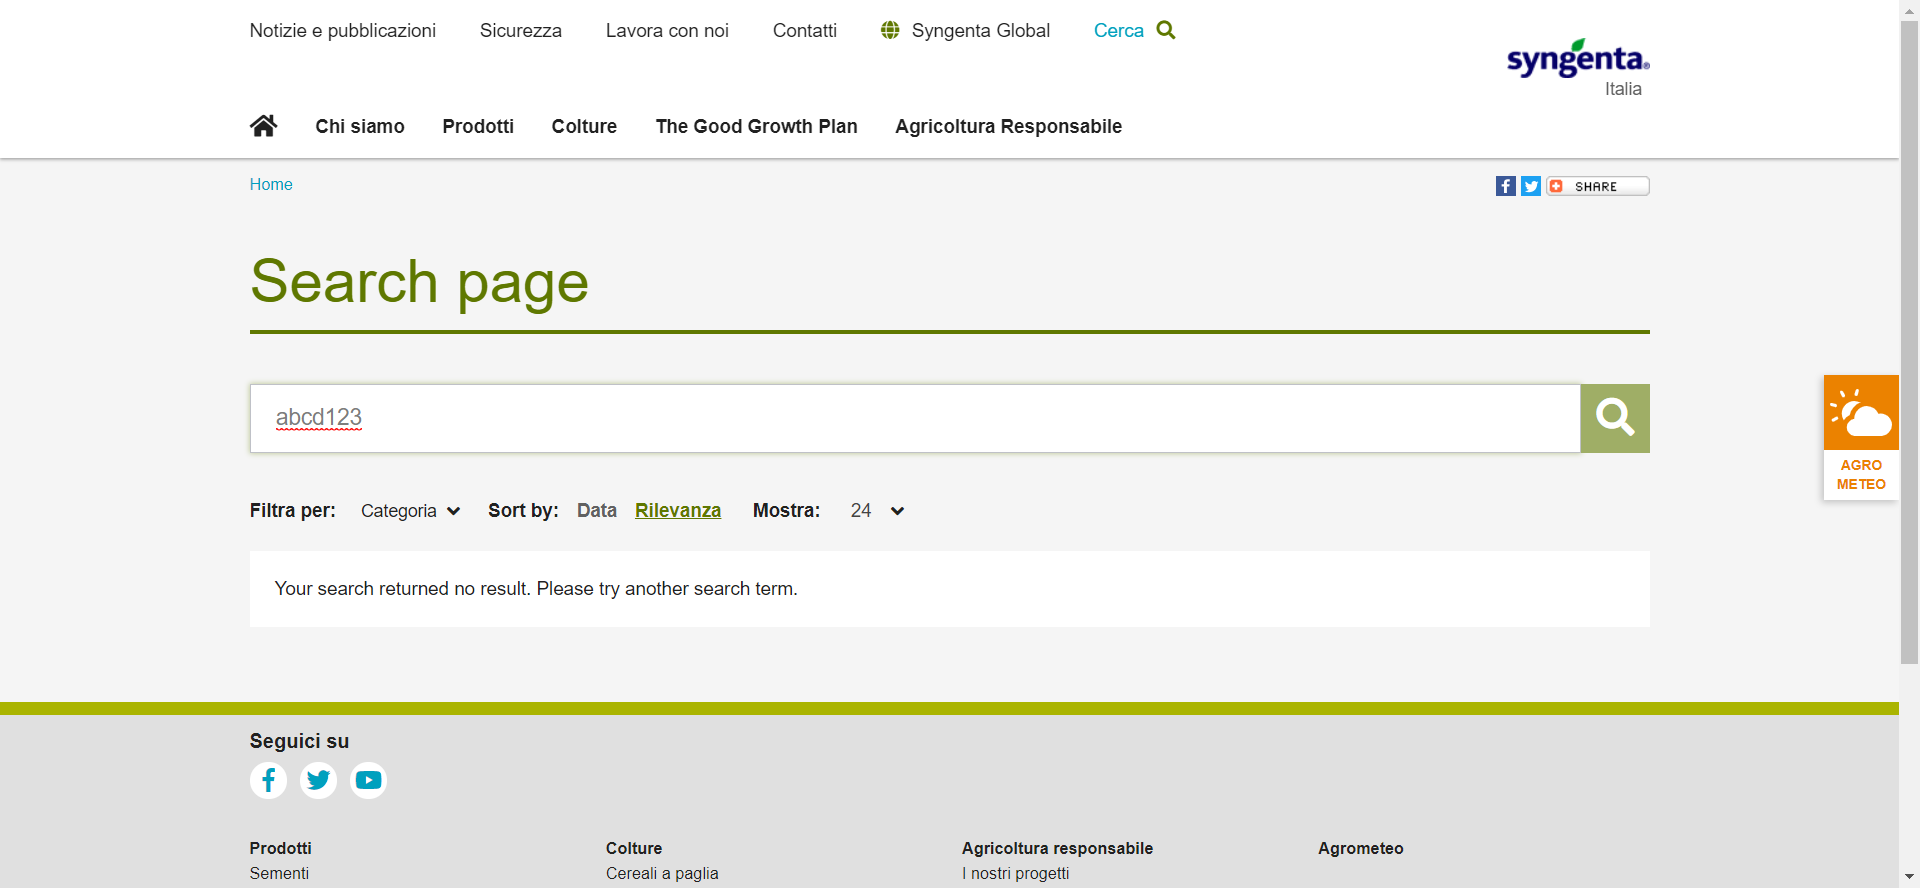 Notizie e pubblicazioni Sicurezza Lavora con noi Contatti Syngenta Global Cerca
syngenta®
Italia
Chi siamo Prodotti Colture The Good Growth Plan Agricoltura Responsabile
Home
SHARE
Search page
abcd123
AGRO
METEO
Filtra per: Categoria Sort by: Data Rilevanza Mostra: 24
Your search returned no result. Please try another search term.
Seguici su
Prodotti Colture Agricoltura responsabile Agrometeo
Sementi Cereali a paglia I nostri progetti